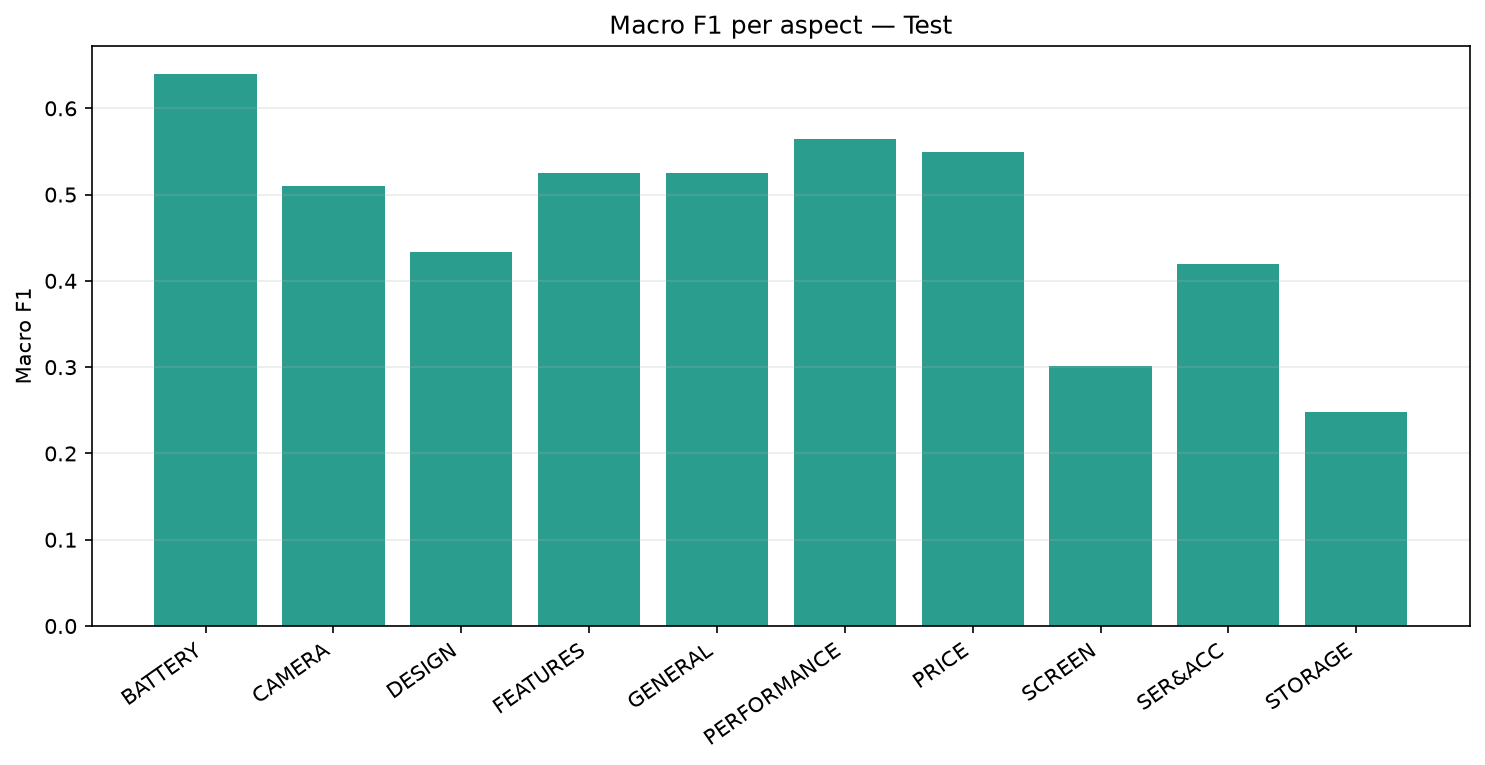 Macro F1 per aspect — Test
Macro F1
0.6
0.5
0.4
0.3
0.2
0.1
0.0
BATTERY
CAMERA
DESIGN
FEATURES
GENERAL
PERFORMANCE
PRICE
SCREEN
SER&ACC
STORAGE